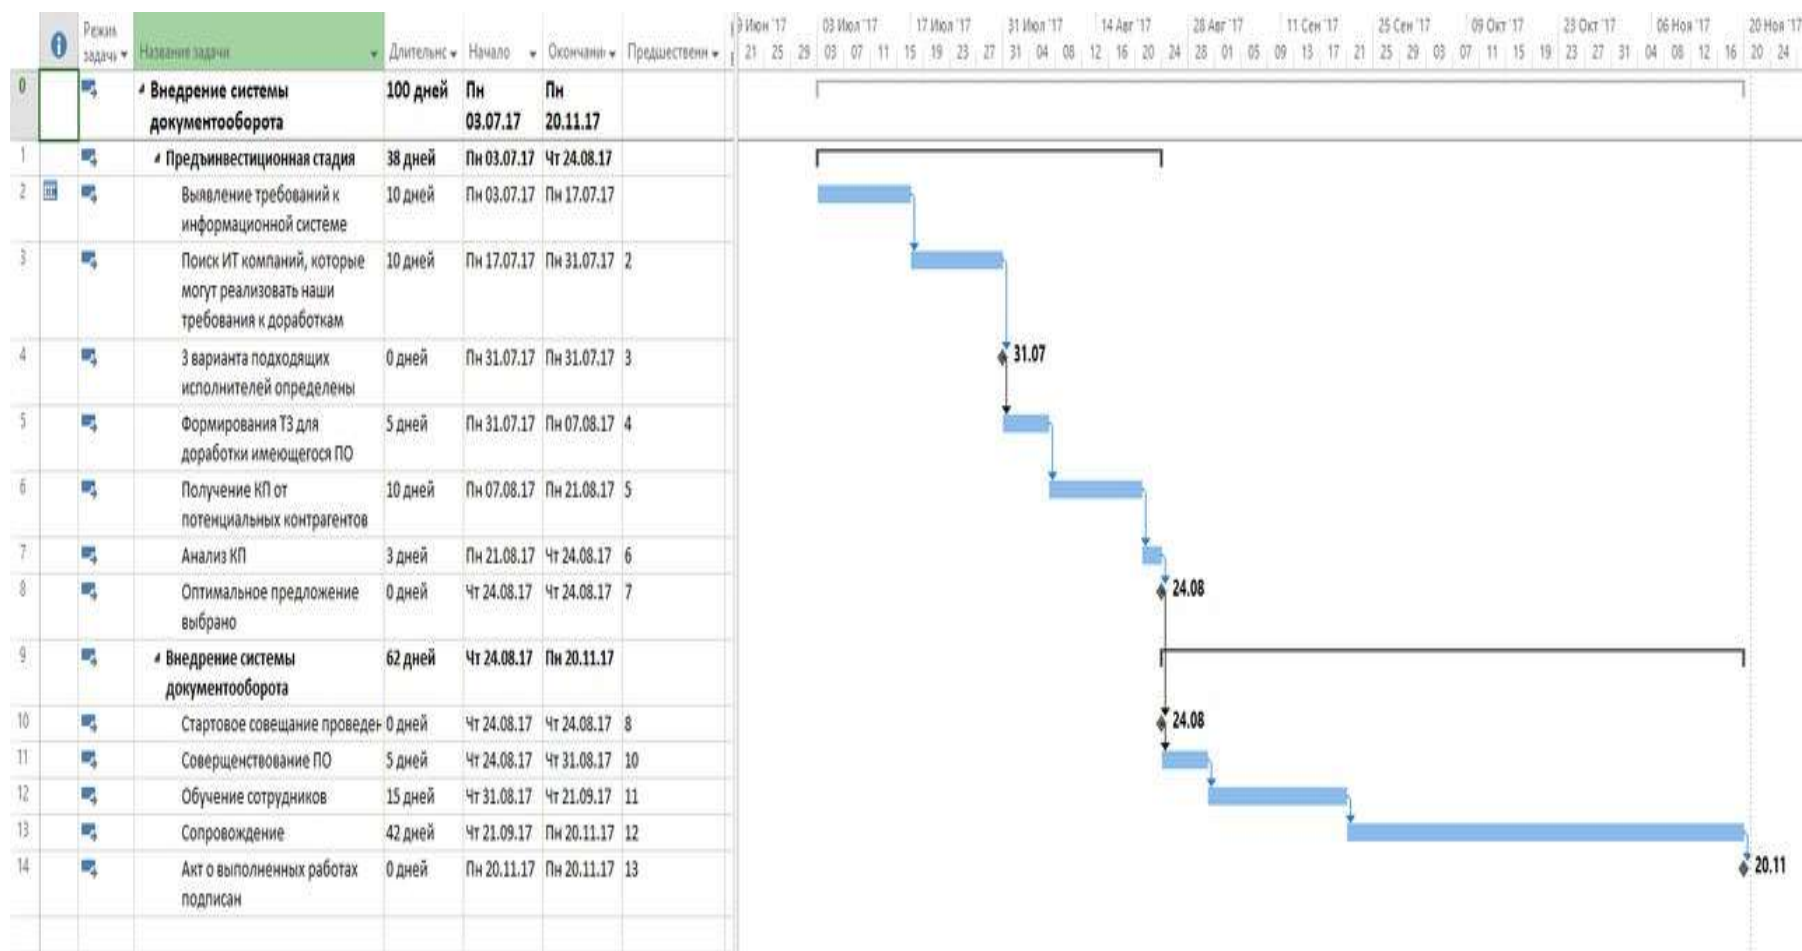 Режим
задачи
Название задачи
Длительнс
Начало
Окончани
Предшественн
9 Июн '17
03 Июл '17
17 Июл '17
31 Июл '17
14 Авг '17
28 Авг '17
11 Сен '17
25 Сен '17
09 Окт '17
23 Окт '17
06 Ноя '17
20 Ноя '17
21 25 29 03 07 11 15 19 23 27 31 04 08 12 16 20 24 28 01 05 09 13 17 21 25 29 03 07 11 15 19 23 27 31 04 08 12 16 20 24
0 Внедрение системы 100 дней Пн Пн
документооборота 03.07.17 20.11.17
1 Предъинвестиционная стадия 38 дней Пн 03.07.17 Чт 24.08.17
2 Выявление требований к 10 дней Пн 03.07.17 Пн 17.07.17
информационной системе
3 Поиск ИТ компаний, которые 10 дней Пн 17.07.17 Пн 31.07.17 2
могут реализовать наши
требования к доработкам
4 3 варианта подходящих 0 дней Пн 31.07.17 Пн 31.07.17 3 31.07
исполнителей определены
5 Формирования ТЗ для 5 дней Пн 31.07.17 Пн 07.08.17 4
доработки имеющегося ПО
6 Получение КП от 10 дней Пн 07.08.17 Пн 21.08.17 5
потенциальных контрагентов
7 Анализ КП 3 дней Пн 21.08.17 Чт 24.08.17 6
8 Оптимальное предложение 0 дней Чт 24.08.17 Чт 24.08.17 7 24.08
выбрано
9 Внедрение системы 62 дней Чт 24.08.17 Пн 20.11.17
документооборота
10 Стартовое совещание проведен 0 дней Чт 24.08.17 Чт 24.08.17 8 24.08
11 Соверщенствование ПО 5 дней Чт 24.08.17 Чт 31.08.17 10
12 Обучение сотрудников 15 дней Чт 31.08.17 Чт 21.09.17 11
13 Сопровождение 42 дней Чт 21.09.17 Пн 20.11.17 12
14 Акт о выполненных работах 0 дней Пн 20.11.17 Пн 20.11.17 13 20.11
подписан